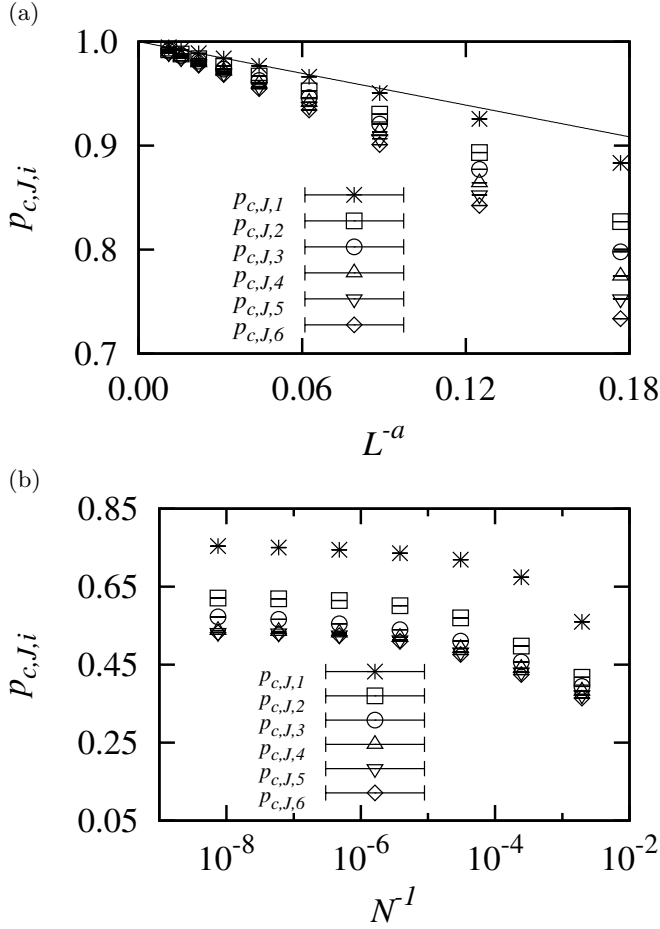 (a)
1.0
0.9
0.8
0.7
p_{c,J,i}
p_{c,J,1}
p_{c,J,2}
p_{c,J,3}
p_{c,J,4}
p_{c,J,5}
p_{c,J,6}
0.00 0.06 0.12 0.18
L^{-a}
(b)
0.85
0.65
0.45
0.25
0.05
p_{c,J,i}
p_{c,J,1}
p_{c,J,2}
p_{c,J,3}
p_{c,J,4}
p_{c,J,5}
p_{c,J,6}
10^{-8} 10^{-6} 10^{-4} 10^{-2}
N^{-1}